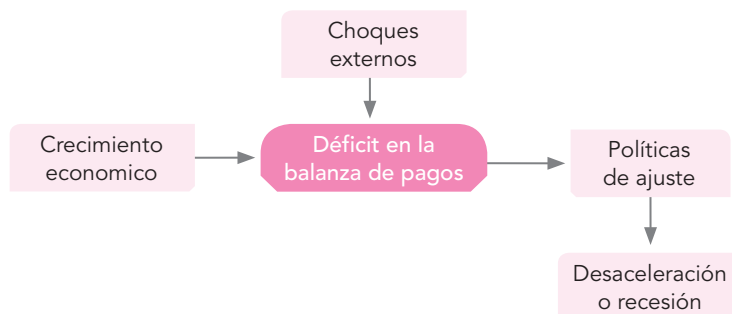 Choques
externos
Crecimiento
economico
Déficit en la
balanza de pagos
Políticas
de ajuste
Desaceleración
o recesión